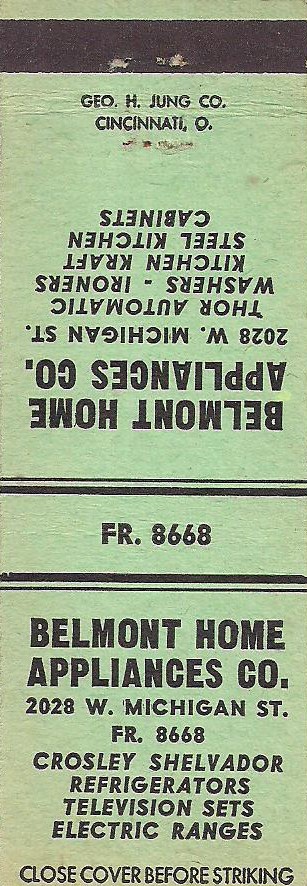 GEO. H. JUNG CO.
CINCINNATI, O.
BELMONT HOME
APPLIANCES CO.
2028 W. MICHIGAN ST.
THOR AUTOMATIC
WASHERS - IRONERS
KITCHEN KRAFT
STEEL KITCHEN
CABINETS
FR. 8668
BELMONT HOME
APPLIANCES CO.
2028 W. MICHIGAN ST.
FR. 8668
CROSLEY SHELVADOR
REFRIGERATORS
TELEVISION SETS
ELECTRIC RANGES
CLOSE COVER BEFORE STRIKING